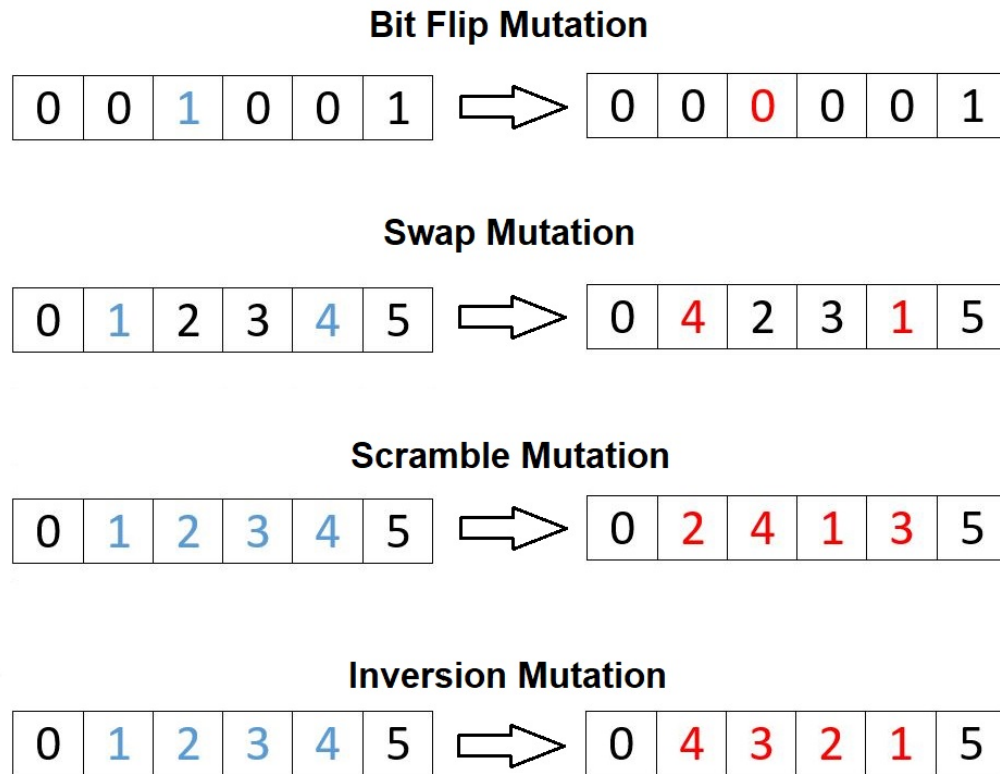 Bit Flip Mutation
0 0 1 0 0 1 0 0 0 0 0 1
Swap Mutation
0 1 2 3 4 5 0 4 2 3 1 5
Scramble Mutation
0 1 2 3 4 5 0 2 4 1 3 5
Inversion Mutation
0 1 2 3 4 5 0 4 3 2 1 5